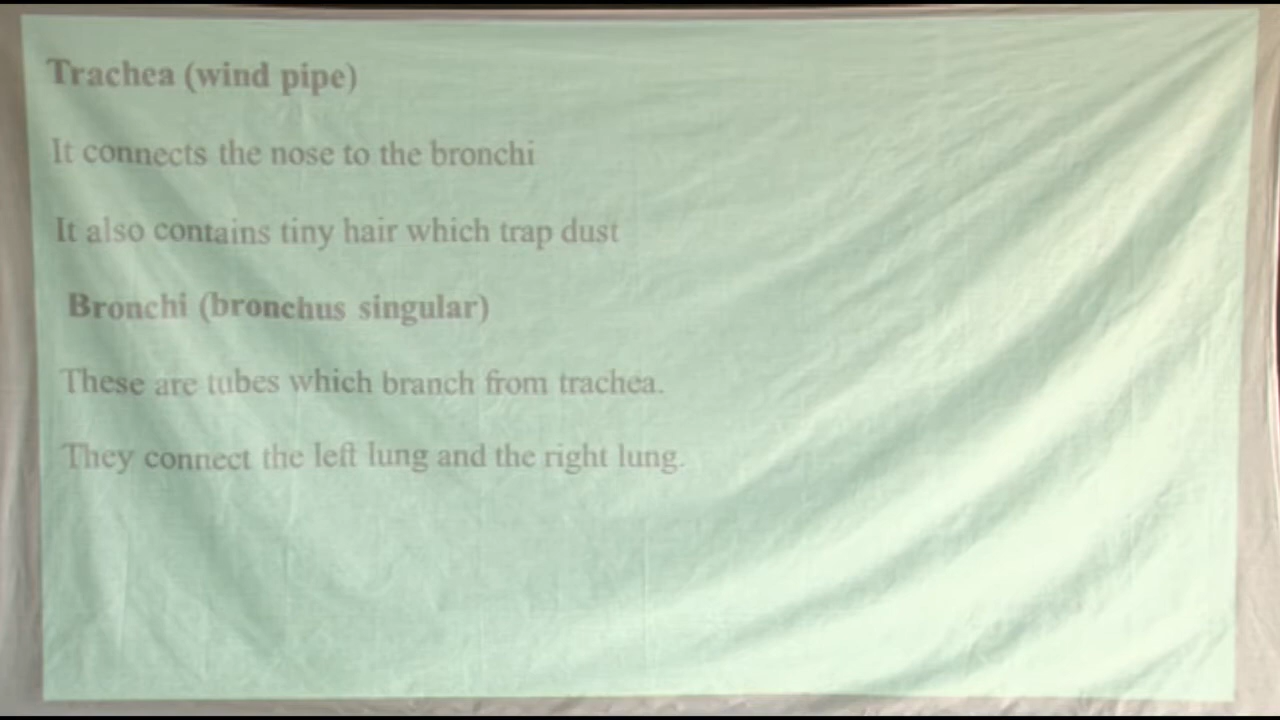 Trachea (wind pipe)
It connects the nose to the bronchi
It also contains tiny hair which trap dust
Bronchi (bronchus singular)
These are tubes which branch from trachea.
They connect the left lung and the right lung.